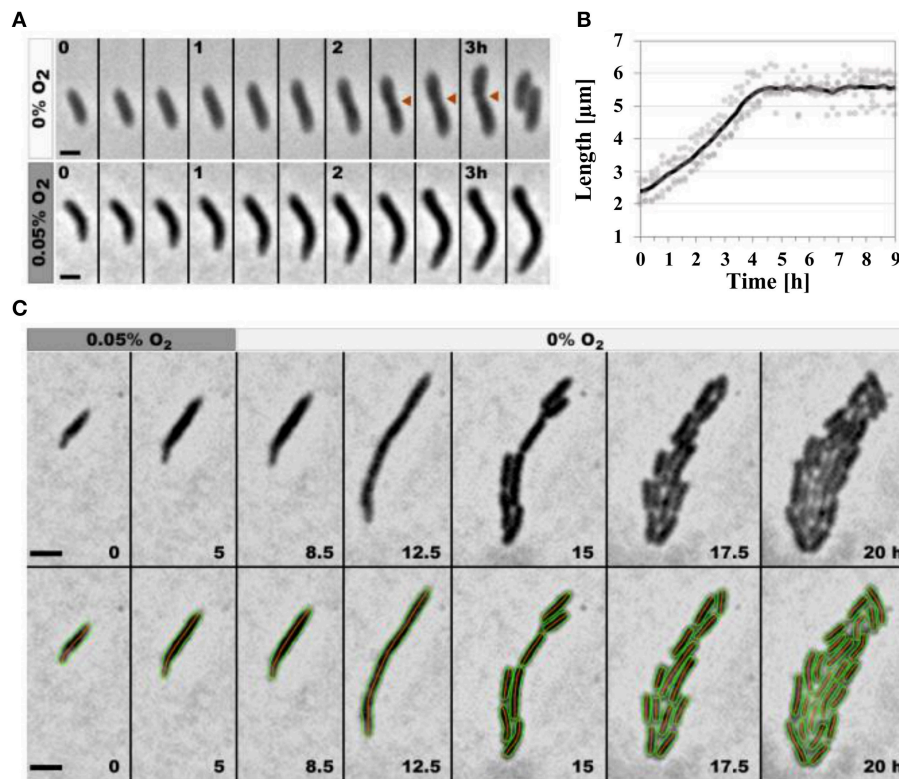 A
0 1 2 3h
0% O2
3h 2 1 0
0.05% O2
B
7
6
5
4
3
2
1
Length [µm]
0 1 2 3 4 5 6 7 8 9
Time [h]
C
0.05% O2 0% O2
0 5 8.5 12.5 15 17.5 20 h
0 5 8.5 12.5 15 17.5 20 h